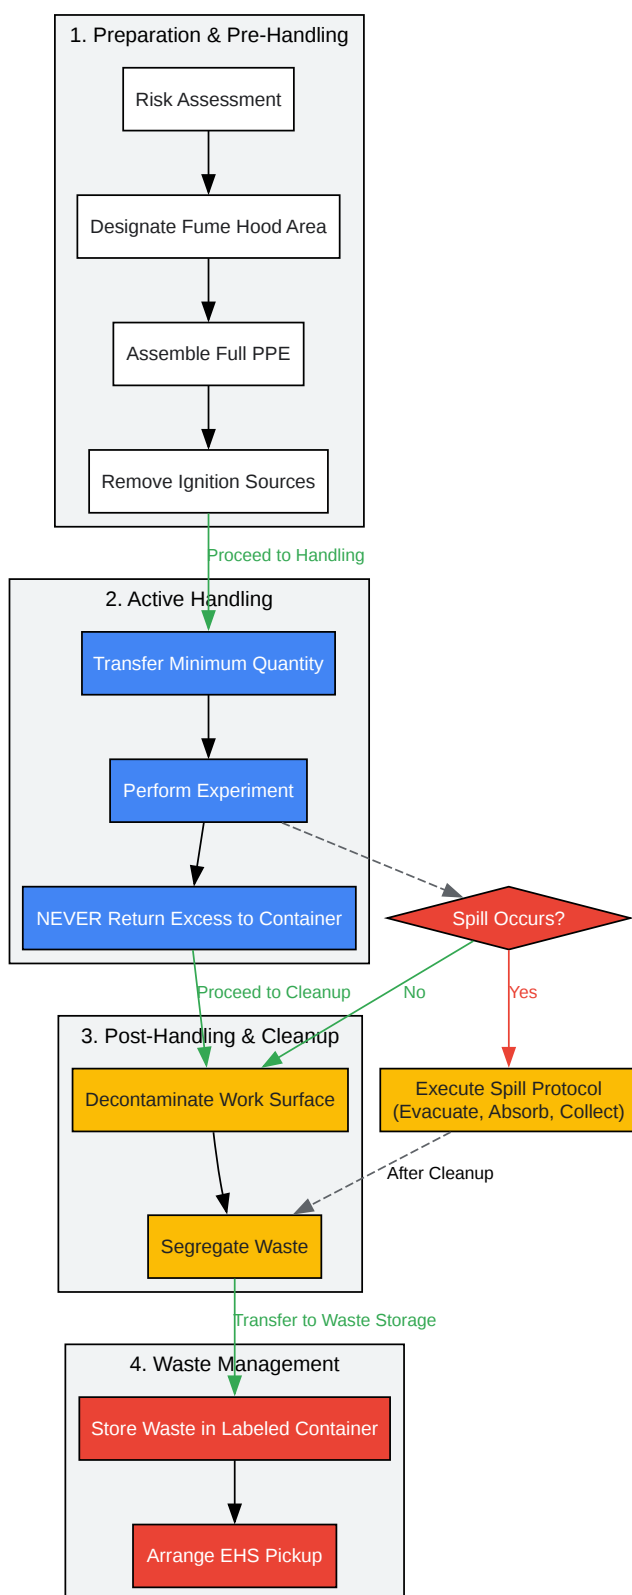 1. Preparation & Pre-Handling
Risk Assessment
Designate Fume Hood Area
Assemble Full PPE
Remove Ignition Sources
Proceed to Handling
2. Active Handling
Transfer Minimum Quantity
Perform Experiment
NEVER Return Excess to Container
Spill Occurs?
Proceed to Cleanup
No
Yes
3. Post-Handling & Cleanup
Decontaminate Work Surface
Execute Spill Protocol
(Evacuate, Absorb, Collect)
After Cleanup
Segregate Waste
Transfer to Waste Storage
4. Waste Management
Store Waste in Labeled Container
Arrange EHS Pickup